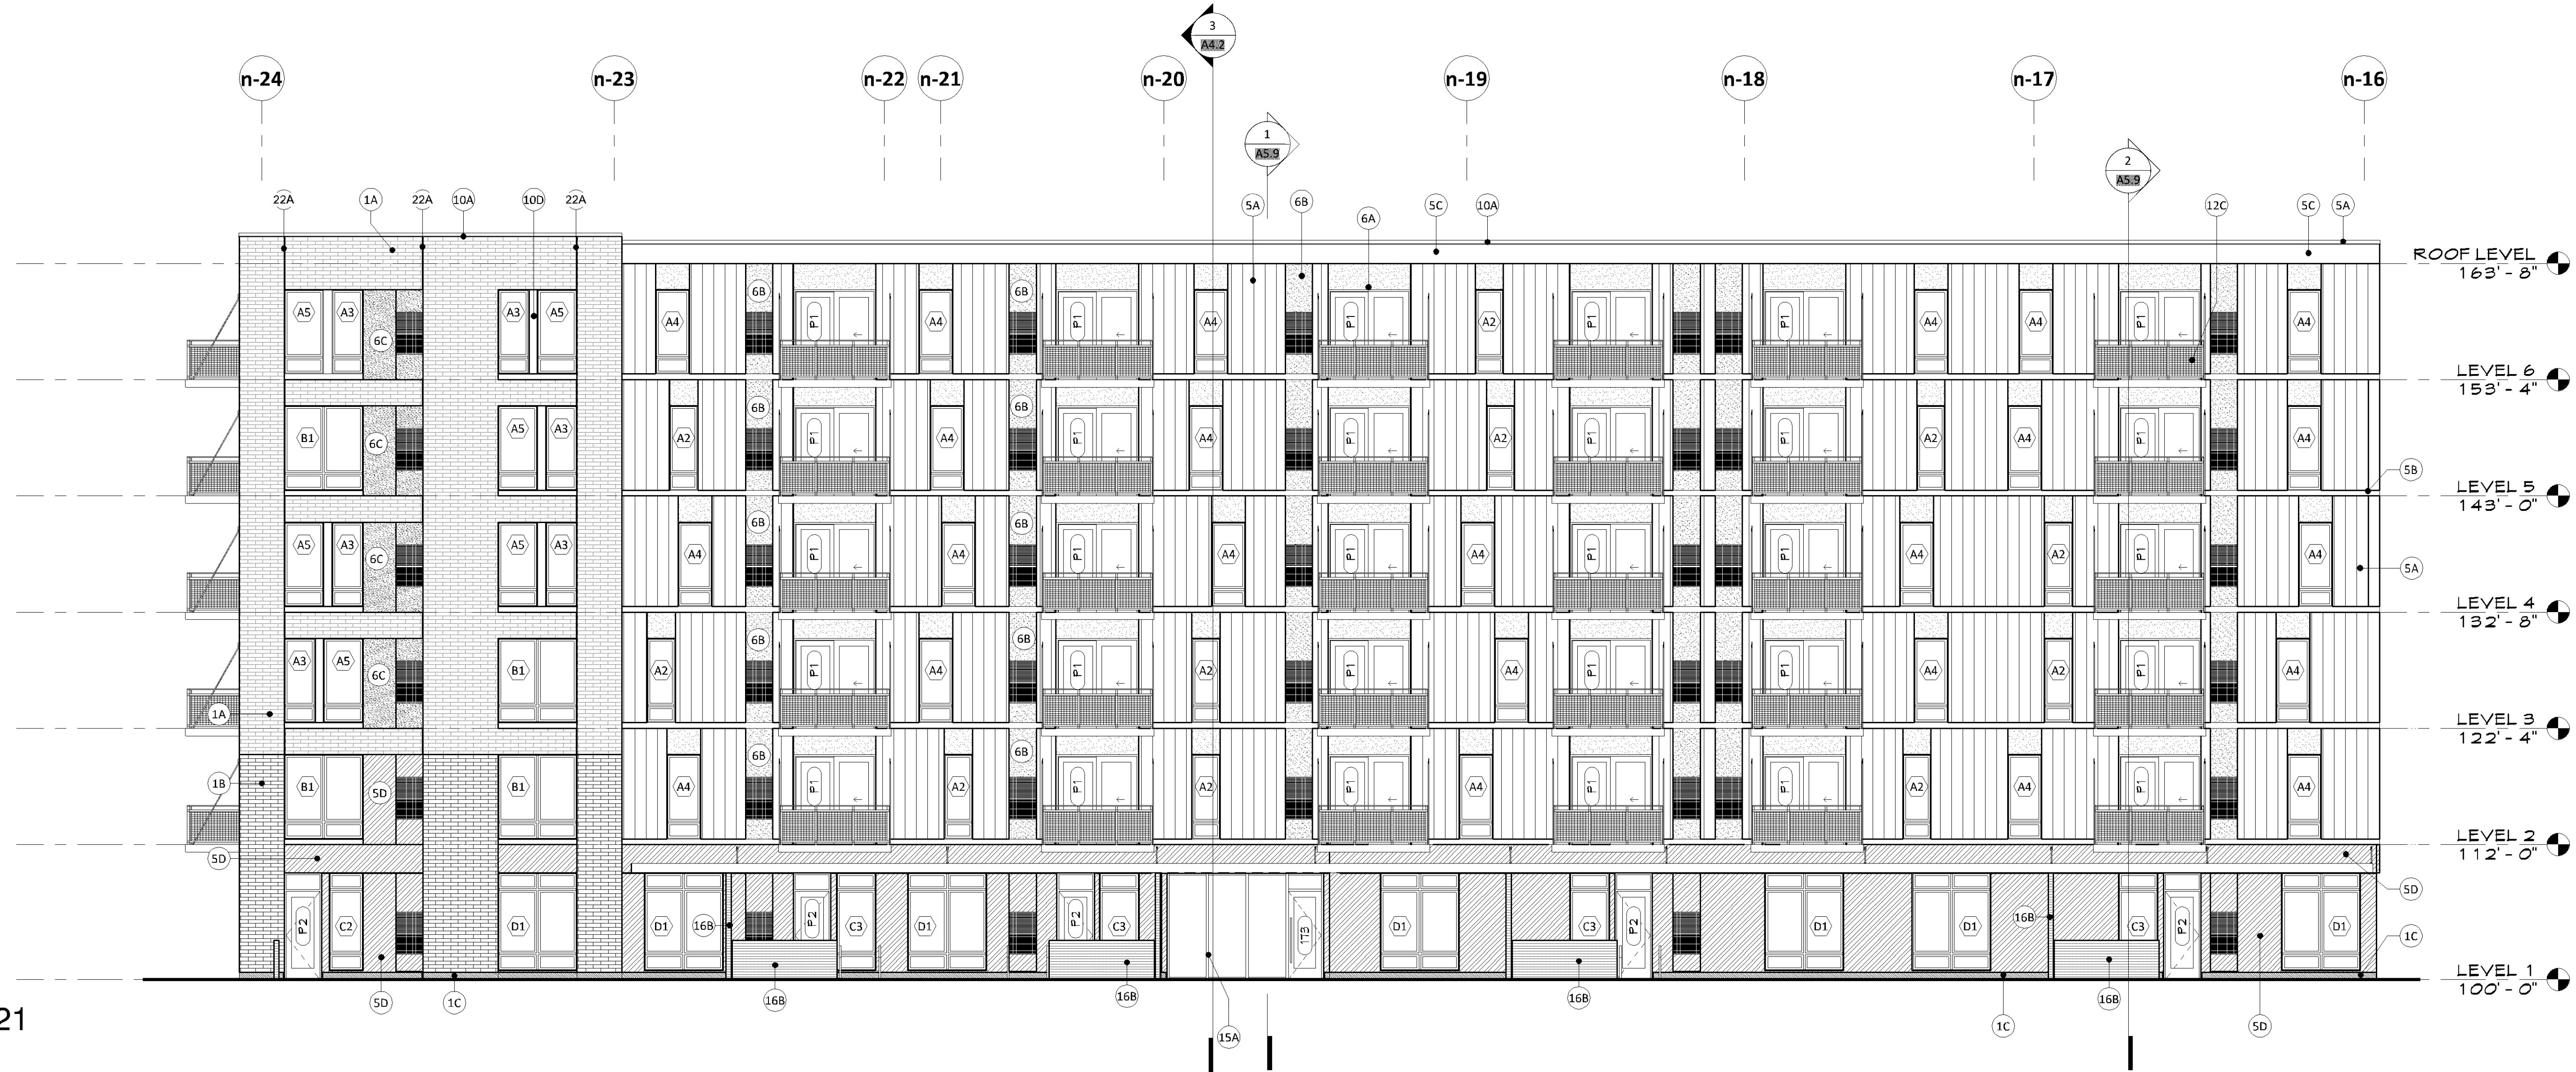 3
A4.2
n-24 n-23 n-22 n-21 n-20 n-19 n-18 n-17 n-16
1
A5.9
2
A5.9
22A 1A 22A 10A 10D 22A 5A 6B 6A 5C 10A 12C 5C 5A
ROOF LEVEL
163' - 8"
6B 6B
A5 A3 A3 A5 A4 P1 A4 P1 A4 P1 A2 P1 P1 A4 A4 P1 A4
6C
LEVEL 6
153' - 4"
6B 6B
B1 6C A5 A3 A2 P1 A4 P1 A4 P1 A2 P1 P1 A2 A4 P1 A4
5B
LEVEL 5
143' - 0"
6B 6B
A5 A3 6C A5 A3 A4 P1 A4 P1 A4 P1 A4 P1 P1 A4 A2 P1 A4
5A
LEVEL 4
132' - 8"
6B 6B
A3 A5 6C B1 A2 P1 A4 P1 A2 P1 A4 P1 P1 A4 A2 P1 A4
1A
LEVEL 3
122' - 4"
6B 6B
1B B1 5D B1 A4 P1 A2 P1 A2 P1 A4 P1 P1 A2 A4 P1 A4
LEVEL 2
112' - 0"
5D
5D
P2 C2 D1 D1 16B P2 C3 D1 P2 C3 17B D1 C3 P2 D1 D1 16B C3 P2 D1
1C
LEVEL 1
100' - 0"
5D 1C 16B 16B 16B 1C 16B 5D
21
15A